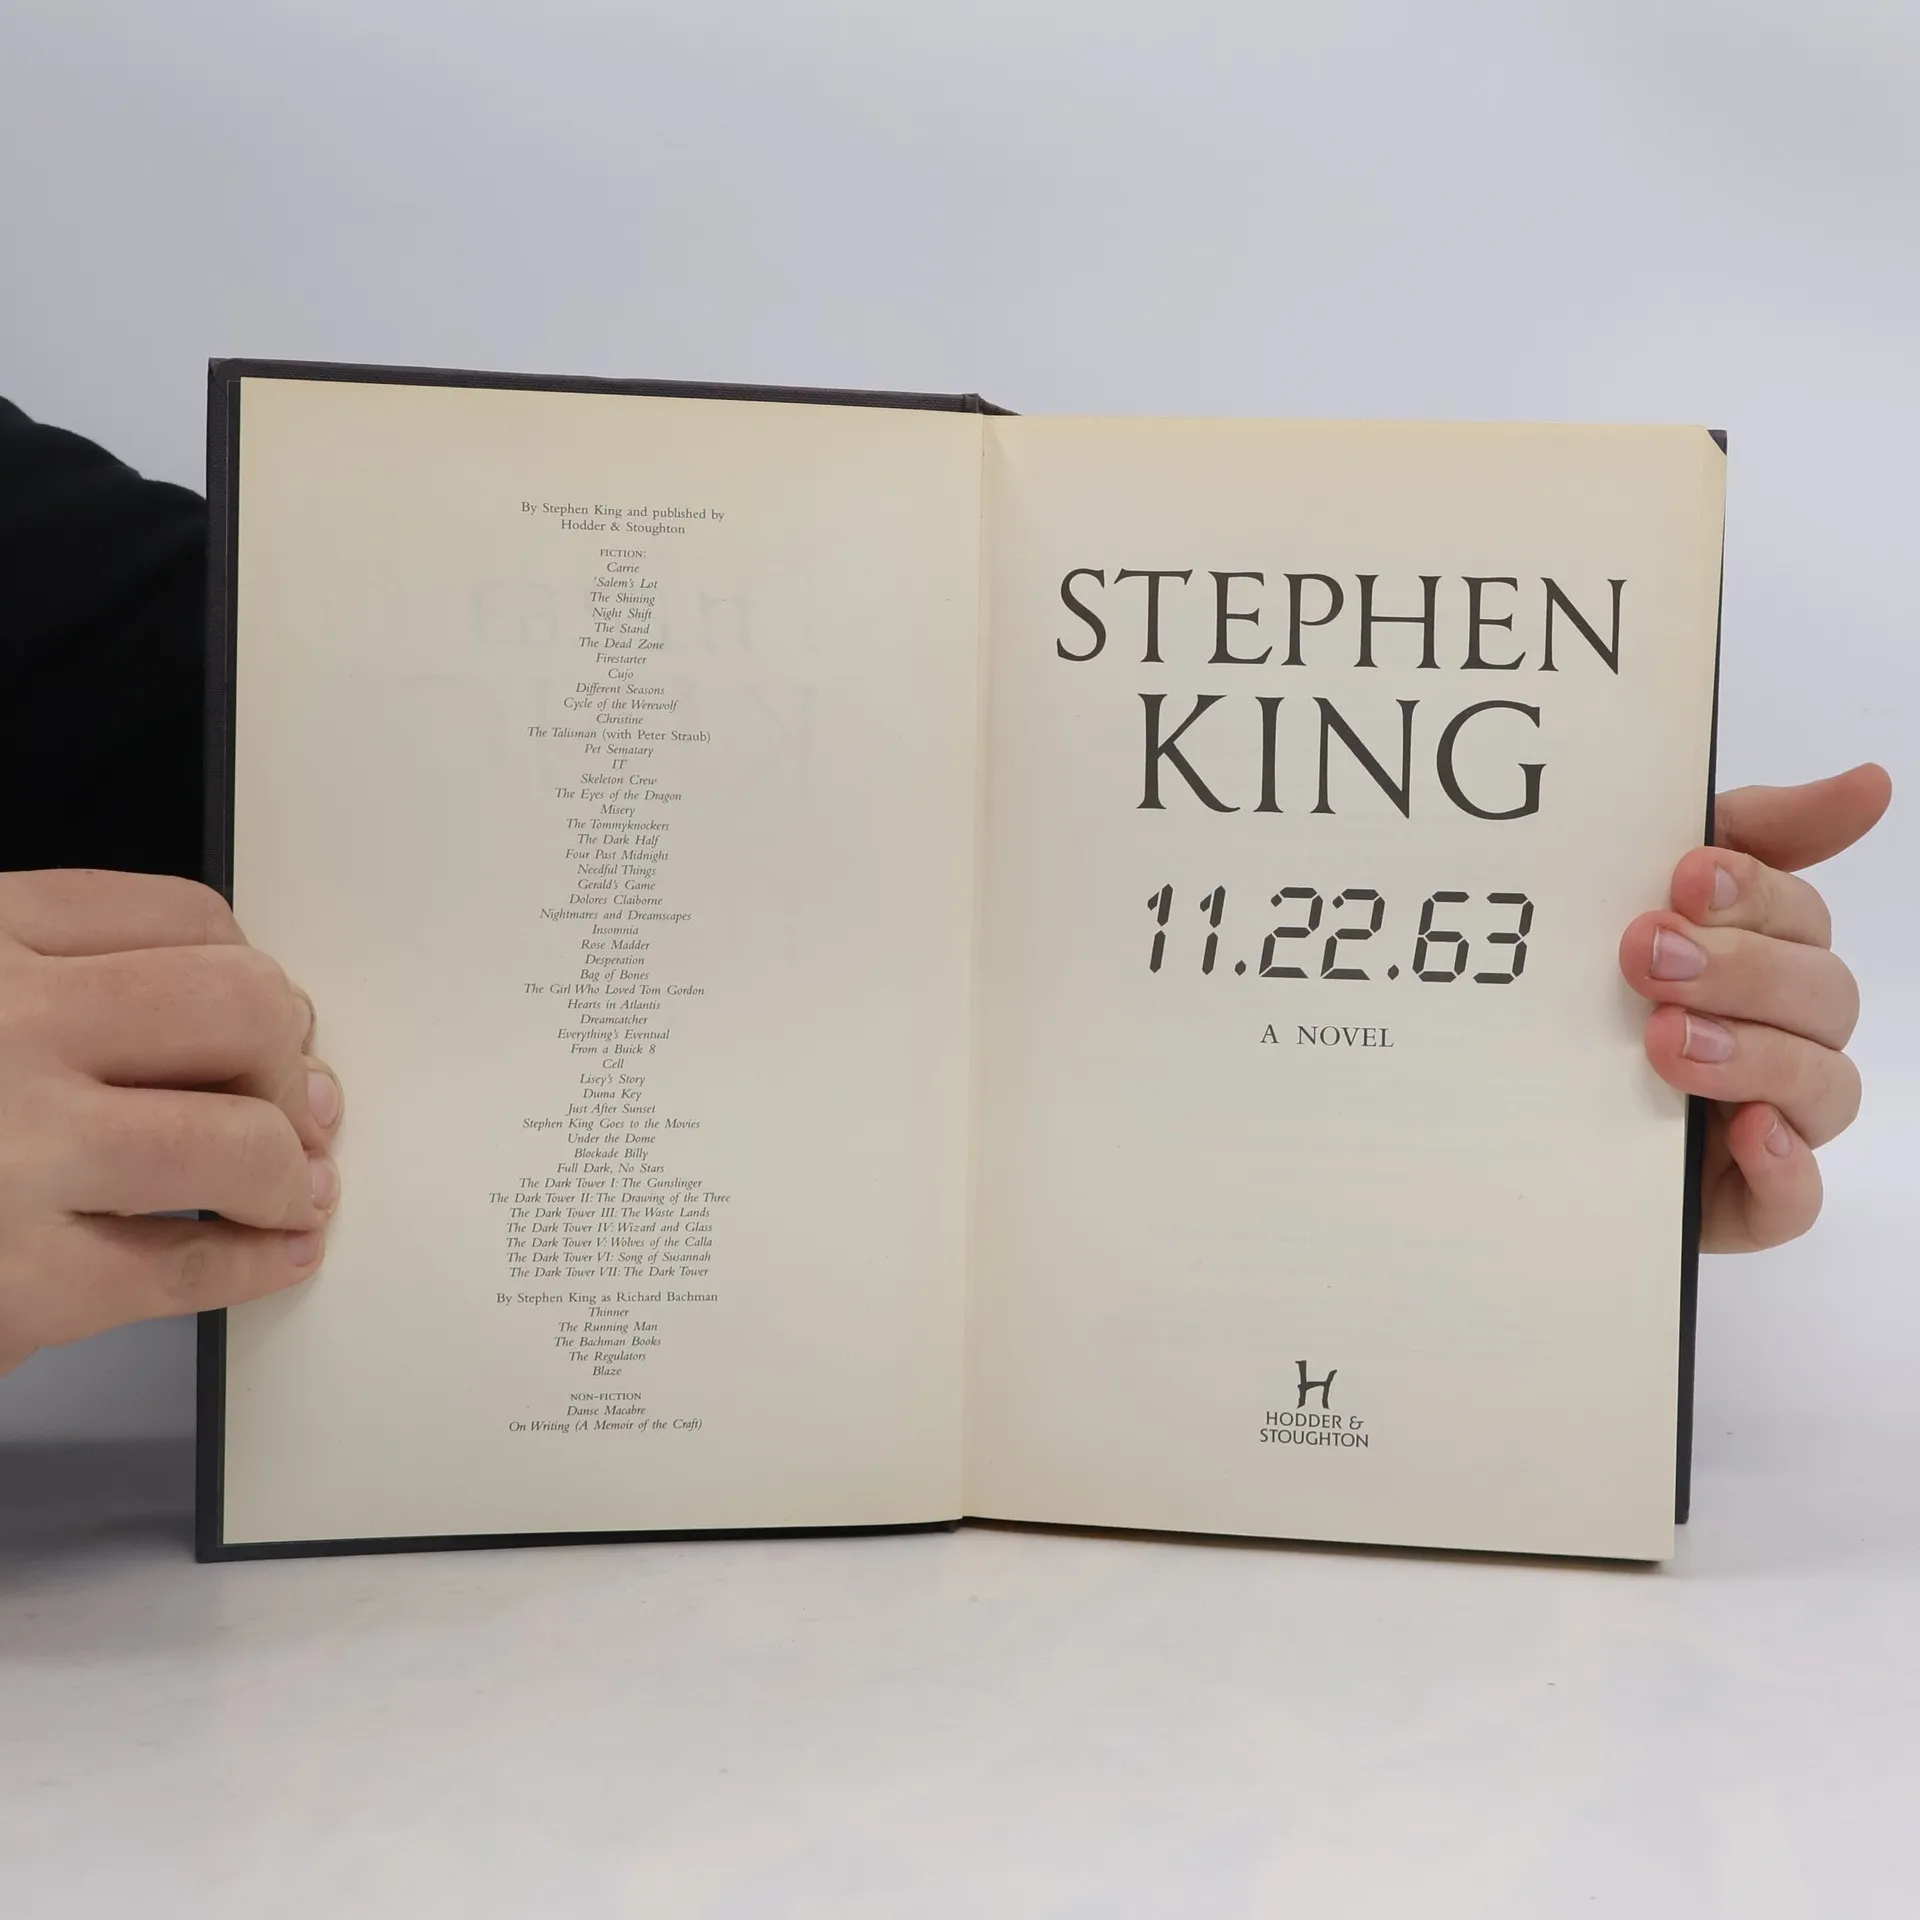 By Stephen King and published by
Hodder & Stoughton
FICTION:
Carrie
'Salem's Lot
The Shining
Night Shift
The Stand
The Dead Zone
Firestarter
Cujo
Different Seasons
Cycle of the Werewolf
Christine
The Talisman (with Peter Straub)
Pet Sematary
IT
Skeleton Crew
The Eyes of the Dragon
Misery
The Tommyknockers
The Dark Half
Four Past Midnight
Needful Things
Gerald's Game
Dolores Claiborne
Nightmares and Dreamscapes
Insomnia
Rose Madder
Desperation
Bag of Bones
The Girl Who Loved Tom Gordon
Hearts in Atlantis
Dreamcatcher
Everything's Eventual
From a Buick 8
Cell
Lisey's Story
Duma Key
Just After Sunset
Stephen King Goes to the Movies
Under the Dome
Blockade Billy
Full Dark, No Stars
The Dark Tower I: The Gunslinger
The Dark Tower II: The Drawing of the Three
The Dark Tower III: The Waste Lands
The Dark Tower IV: Wizard and Glass
The Dark Tower V: Wolves of the Calla
The Dark Tower VI: Song of Susannah
The Dark Tower VII: The Dark Tower
By Stephen King as Richard Bachman
Thinner
The Running Man
The Bachman Books
The Regulators
Blaze
NON-FICTION
Danse Macabre
On Writing (A Memoir of the Craft)
STEPHEN
KING
11.22.63
A NOVEL
H
HODDER &
STOUGHTON